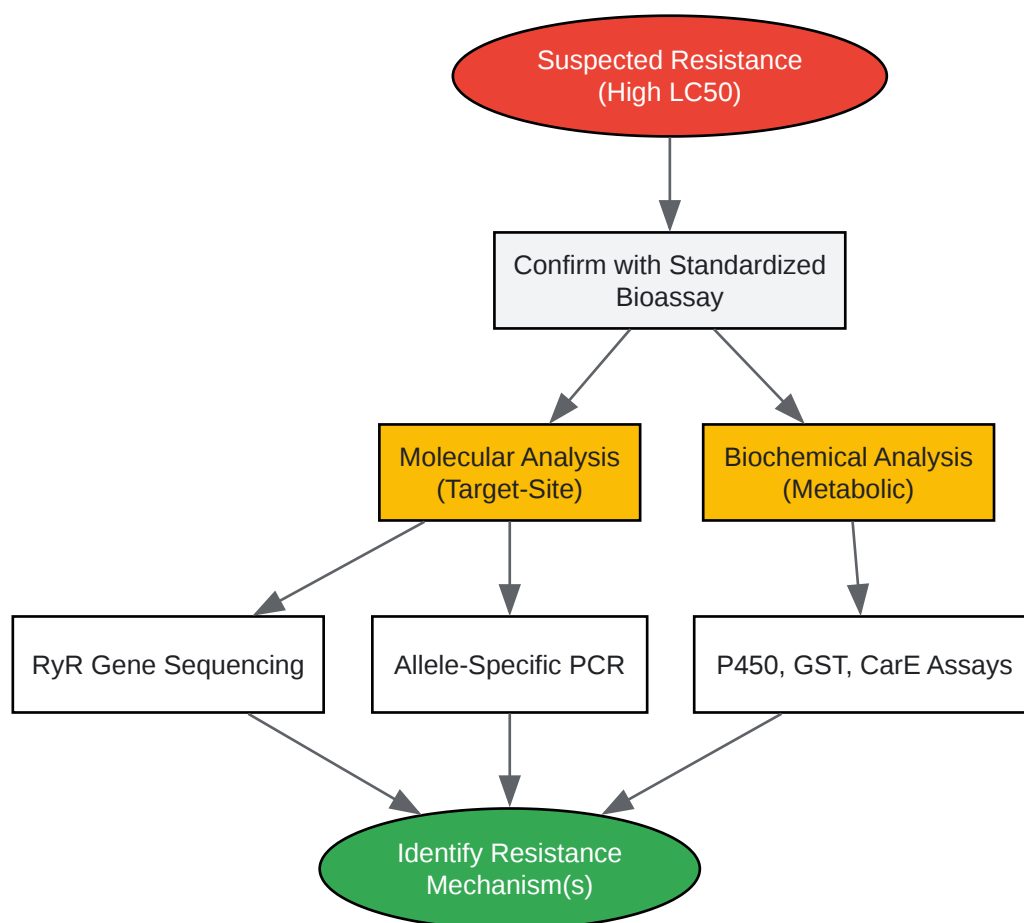 Suspected Resistance
(High LC50)
Confirm with Standardized
Bioassay
Molecular Analysis
(Target-Site)
Biochemical Analysis
(Metabolic)
RyR Gene Sequencing
Allele-Specific PCR
P450, GST, CarE Assays
Identify Resistance
Mechanism(s)